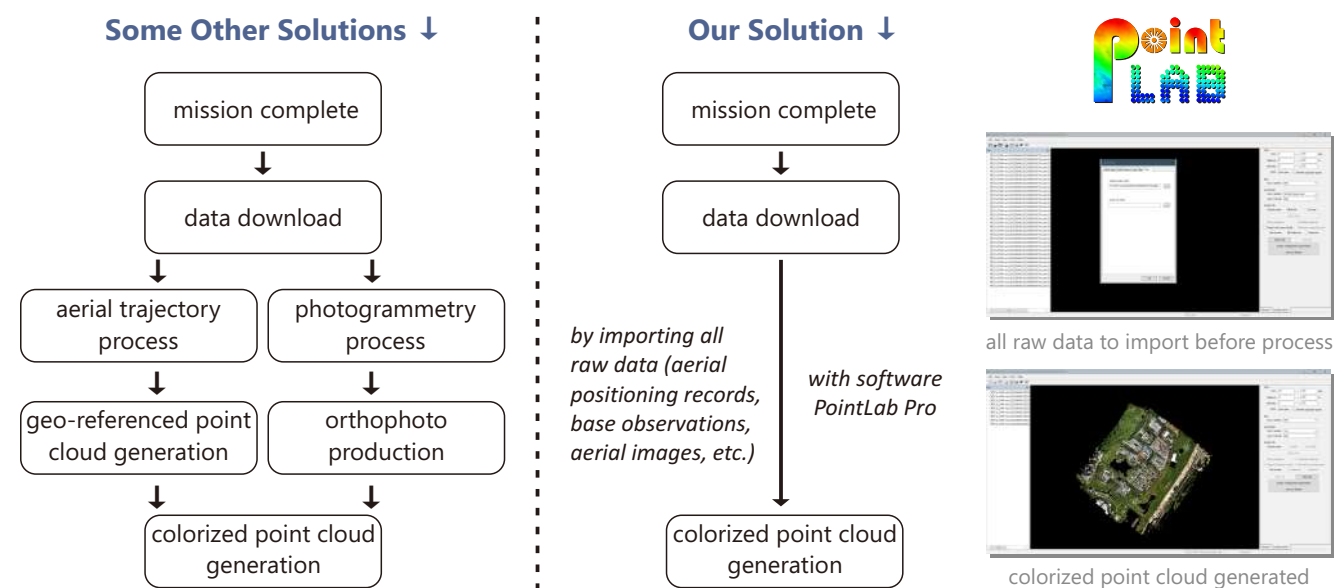 Some Other Solutions ↓
mission complete
data download
aerial trajectory
process
photogrammetry
process
geo-referenced point
cloud generation
orthophoto
production
colorized point cloud
generation
Our Solution ↓
mission complete
data download
by importing all
raw data (aerial
positioning records,
base observations,
aerial images, etc.)
with software
PointLab Pro
colorized point cloud
generation
Point
LAB
all raw data to import before process
colorized point cloud generated